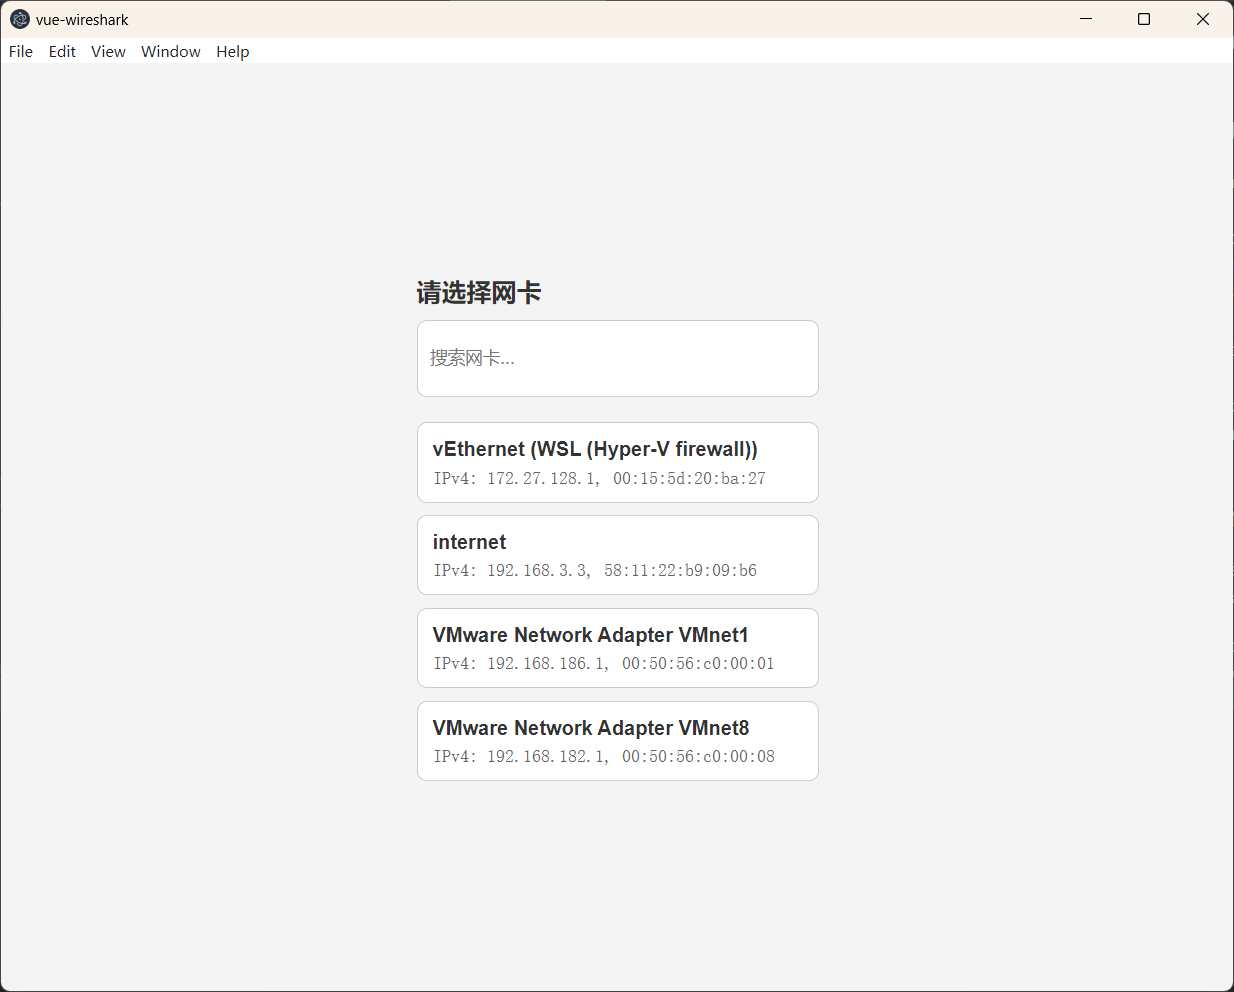 vue-wireshark
File Edit View Window Help
请选择网卡
搜索网卡...
vEthernet (WSL (Hyper-V firewall))
IPv4: 172.27.128.1, 00:15:5d:20:ba:27
internet
IPv4: 192.168.3.3, 58:11:22:b9:09:b6
VMware Network Adapter VMnet1
IPv4: 192.168.186.1, 00:50:56:c0:00:01
VMware Network Adapter VMnet8
IPv4: 192.168.182.1, 00:50:56:c0:00:08